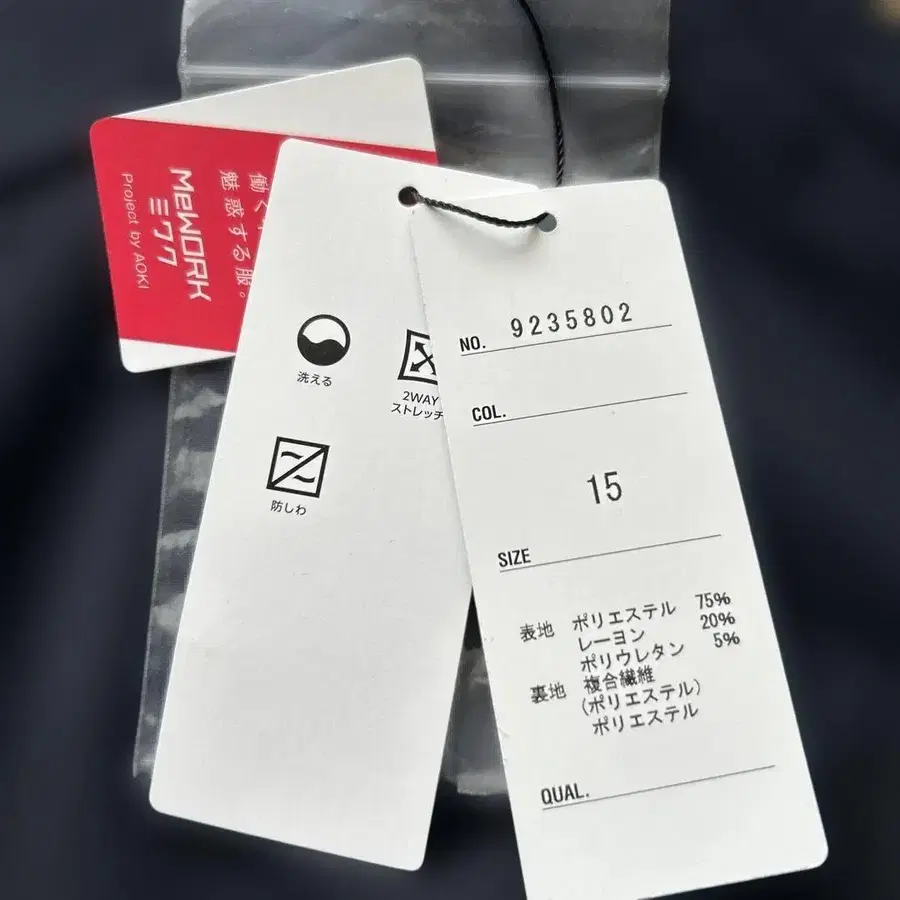 働く
魅惑する服。
MeWORK
ミワク
Project by AOKI
洗える
2WAY
ストレッチ
防しわ
NO. 9235802
COL.
15
SIZE
表地 ポリエステル 75%
レーヨン 20%
ポリウレタン 5%
裏地 複合繊維
(ポリエステル)
ポリエステル
QUAL.